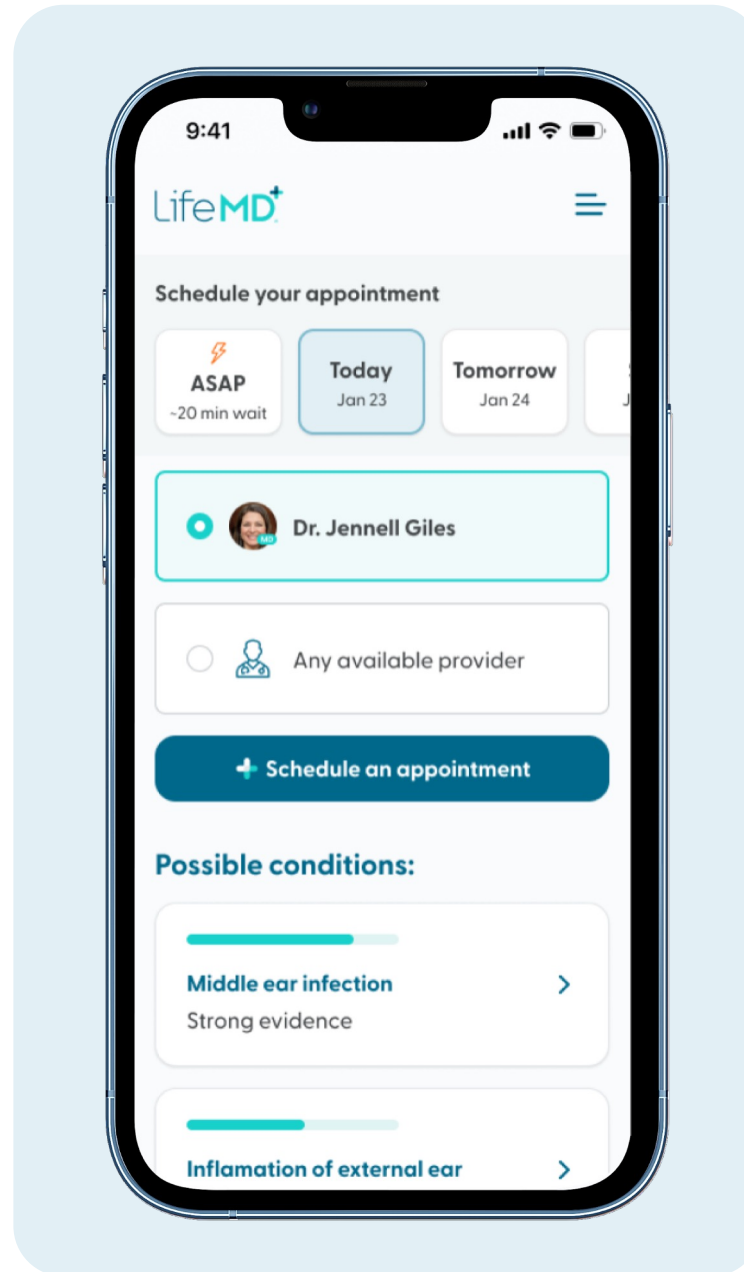 9:41
LifeMD
Schedule your appointment
ASAP
~20 min wait
Today
Jan 23
Tomorrow
Jan 24
MD
Dr. Jennell Giles
Any available provider
Schedule an appointment
Possible conditions:
Middle ear infection
Strong evidence
Inflamation of external ear